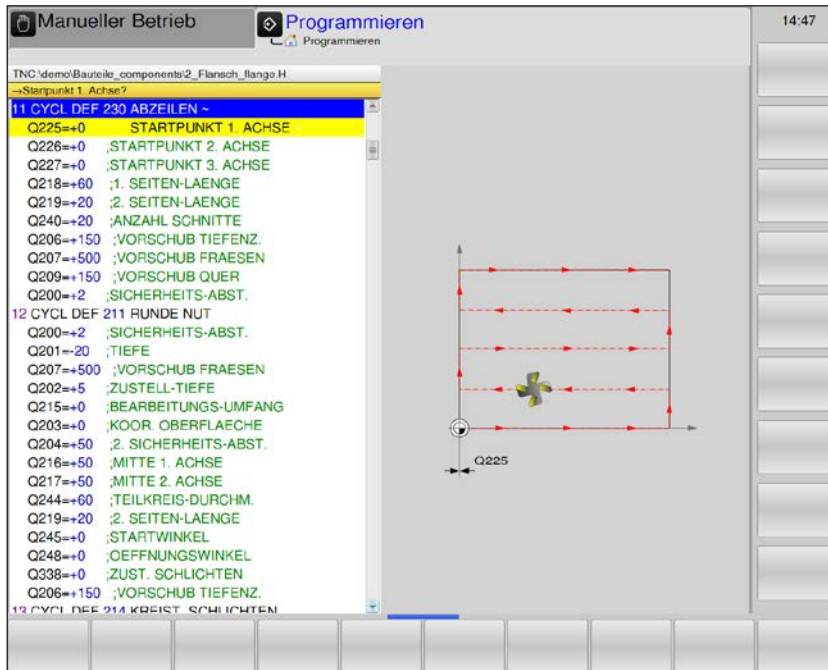 Manueller Betrieb
Programmieren
Programmieren
14:47
TNC:\demo\Bauteile_components\2_Flansch_flange.H
→Startpunkt 1. Achse?
11 CYCL DEF 230 ABZEILEN ~
Q225=+0 STARTPUNKT 1. ACHSE ~
Q226=+0 ;STARTPUNKT 2. ACHSE
Q227=+0 ;STARTPUNKT 3. ACHSE
Q218=+60 ;1. SEITEN-LAENGE
Q219=+20 ;2. SEITEN-LAENGE
Q240=+20 ;ANZAHL SCHNITTE
Q206=+150 ;VORSCHUB TIEFENZ.
Q207=+500 ;VORSCHUB FRAESEN
Q209=+150 ;VORSCHUB QUER
Q200=+2 ;SICHERHEITS-ABST.
12 CYCL DEF 211 RUNDE NUT
Q200=+2 ;SICHERHEITS-ABST.
Q201=-20 ;TIEFE
Q207=+500 ;VORSCHUB FRAESEN
Q202=+5 ;ZUSTELL-TIEFE
Q215=+0 ;BEARBEITUNGS-UMFANG
Q203=+0 ;KOOR. OBERFLAECHE
Q204=+50 ;2. SICHERHEITS-ABST.
Q216=+50 ;MITTE 1. ACHSE
Q217=+50 ;MITTE 2. ACHSE
Q244=+60 ;TEILKREIS-DURCHM.
Q219=+20 ;2. SEITEN-LAENGE
Q245=+0 ;STARTWINKEL
Q248=+0 ;OEFFNUNGSWINKEL
Q338=+0 ;ZUST. SCHLICHTEN
Q206=+150 ;VORSCHUB TIEFENZ.
13 CYCL DEF 214 KREIST. SCHLICHTEN
Q225